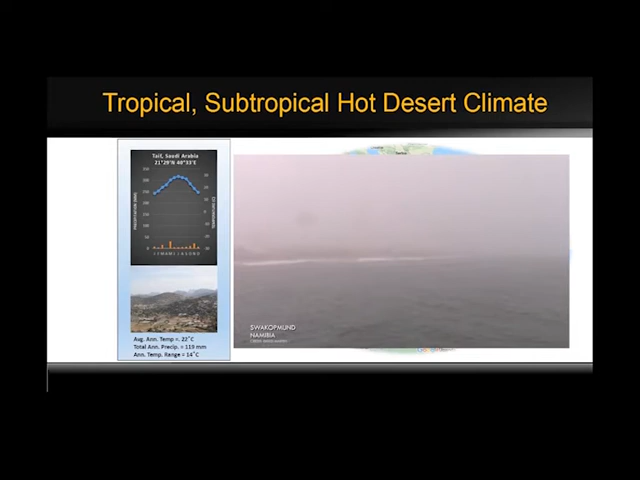 Tropical, Subtropical Hot Desert Climate
Taif, Saudi Arabia
21°29'N 40°33'E
Avg. Ann. Temp =. 22˚C
Total Ann. Precip. = 119 mm
Ann. Temp. Range = 14˚C
SWAKOPMUND
NAMIBIA